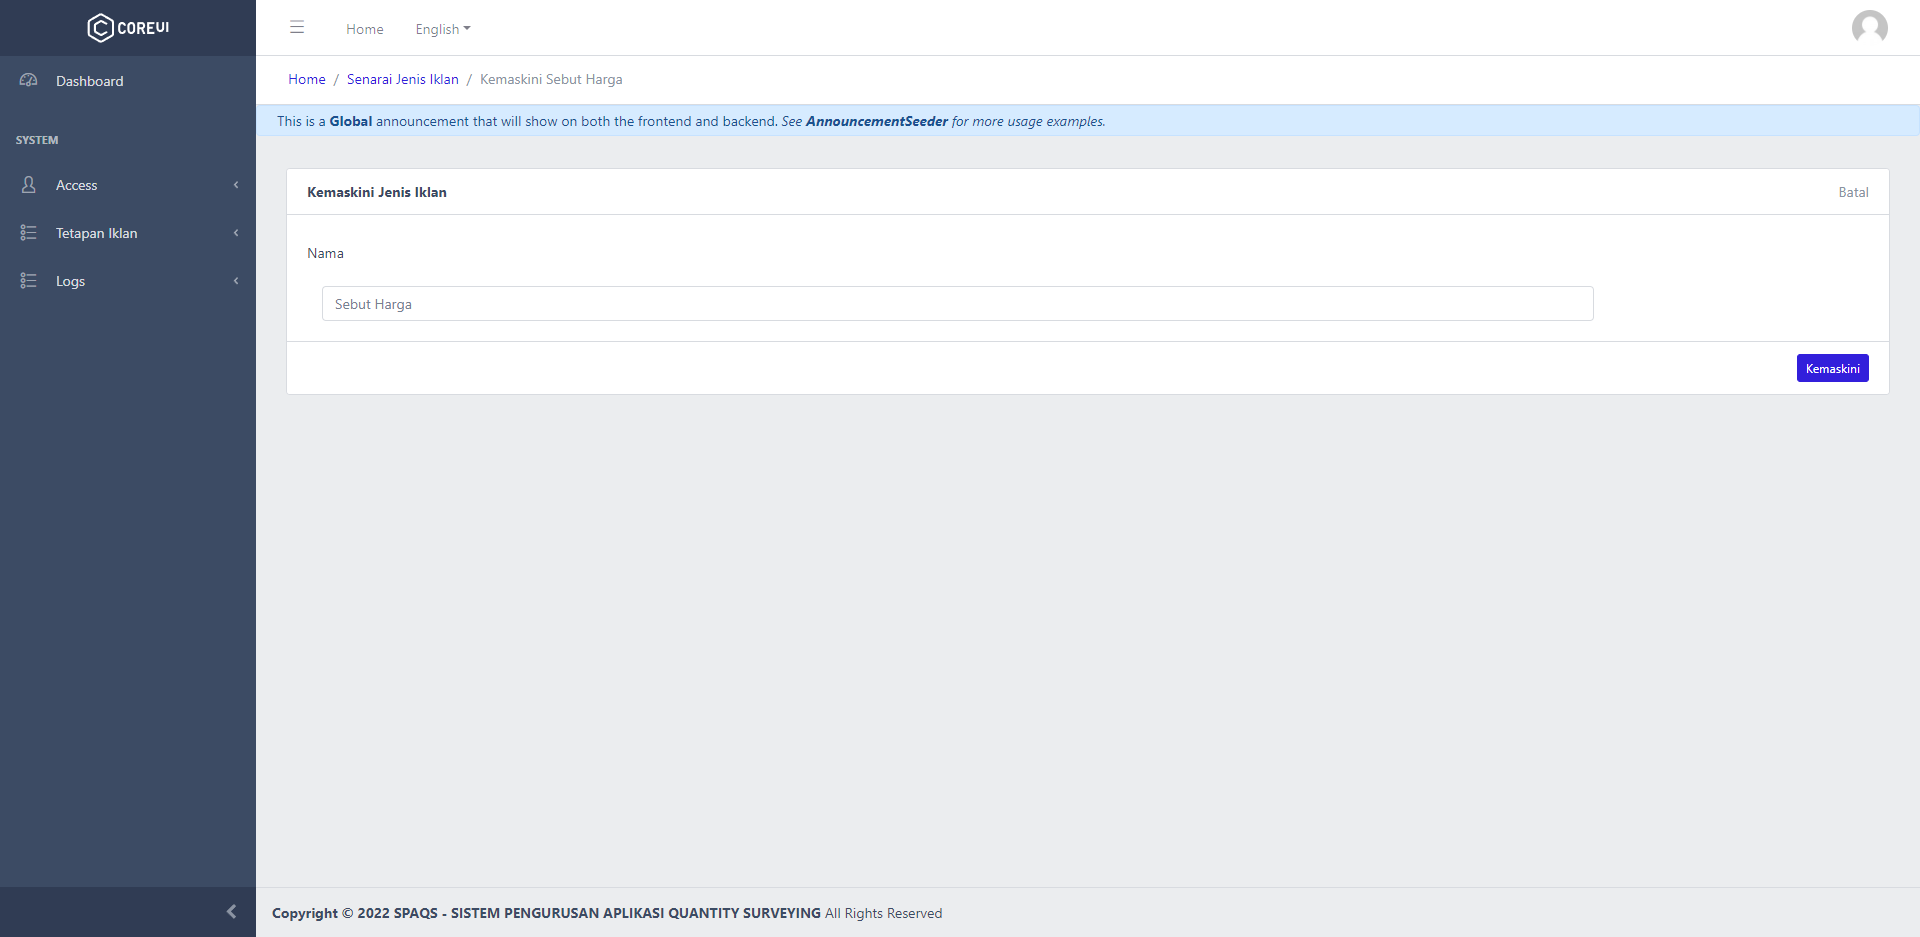 COREUI
Home
English
Dashboard
Home / Senarai Jenis Iklan / Kemaskini Sebut Harga
This is a Global announcement that will show on both the frontend and backend. See AnnouncementSeeder for more usage examples.
SYSTEM
Access
Tetapan Iklan
Logs
Kemaskini Jenis Iklan
Batal
Nama
Sebut Harga
Kemaskini
Copyright © 2022 SPAQS - SISTEM PENGURUSAN APLIKASI QUANTITY SURVEYING All Rights Reserved